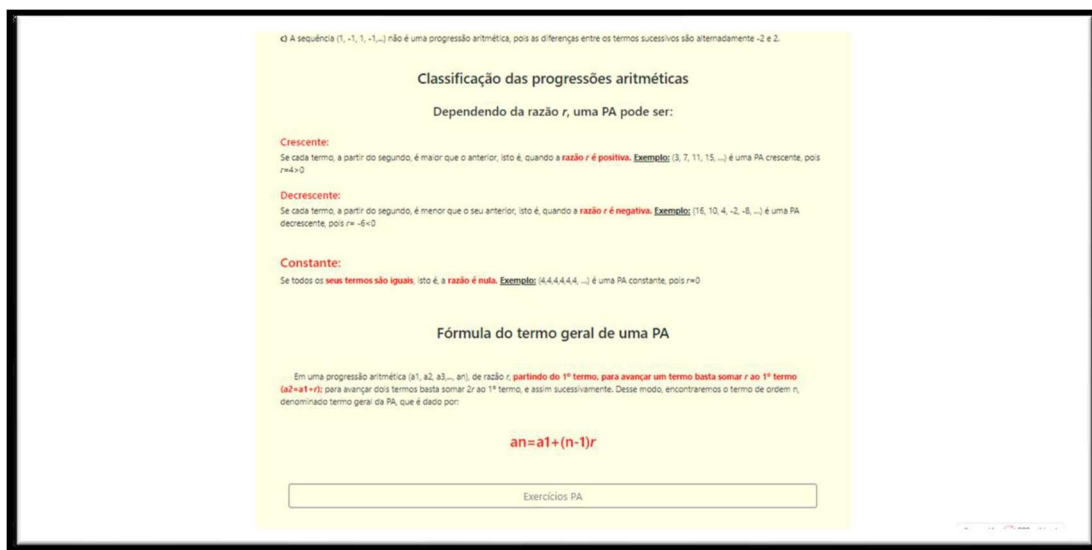 c) A sequência (1, -1, 1, -1,...) não é uma progressão aritmética, pois as diferenças entre os termos sucessivos são alternadamente -2 e 2.
Classificação das progressões aritméticas
Dependendo da razão r, uma PA pode ser:
Crescente:
Se cada termo, a partir do segundo, é maior que o anterior, isto é, quando a razão r é positiva. Exemplo: (3, 7, 11, 15, ...) é uma PA crescente, pois
r=4>0
Decrescente:
Se cada termo, a partir do segundo, é menor que o seu anterior, isto é, quando a razão r é negativa. Exemplo: (16, 10, 4, -2, -8, ...) é uma PA
decrescente, pois r= -6<0
Constante:
Se todos os seus termos são iguais, isto é, a razão é nula. Exemplo: (4,4,4,4,4,4, ...) é uma PA constante, pois r=0
Fórmula do termo geral de uma PA
Em uma progressão aritmética (a1, a2, a3,..., an), de razão r, partindo do 1º termo, para avançar um termo basta somar r ao 1º termo
(a2=a1+r); para avançar dois termos basta somar 2r ao 1º termo, e assim sucessivamente. Desse modo, encontraremos o termo de ordem n,
denominado termo geral da PA, que é dado por:
an=a1+(n-1)r
Exercícios PA